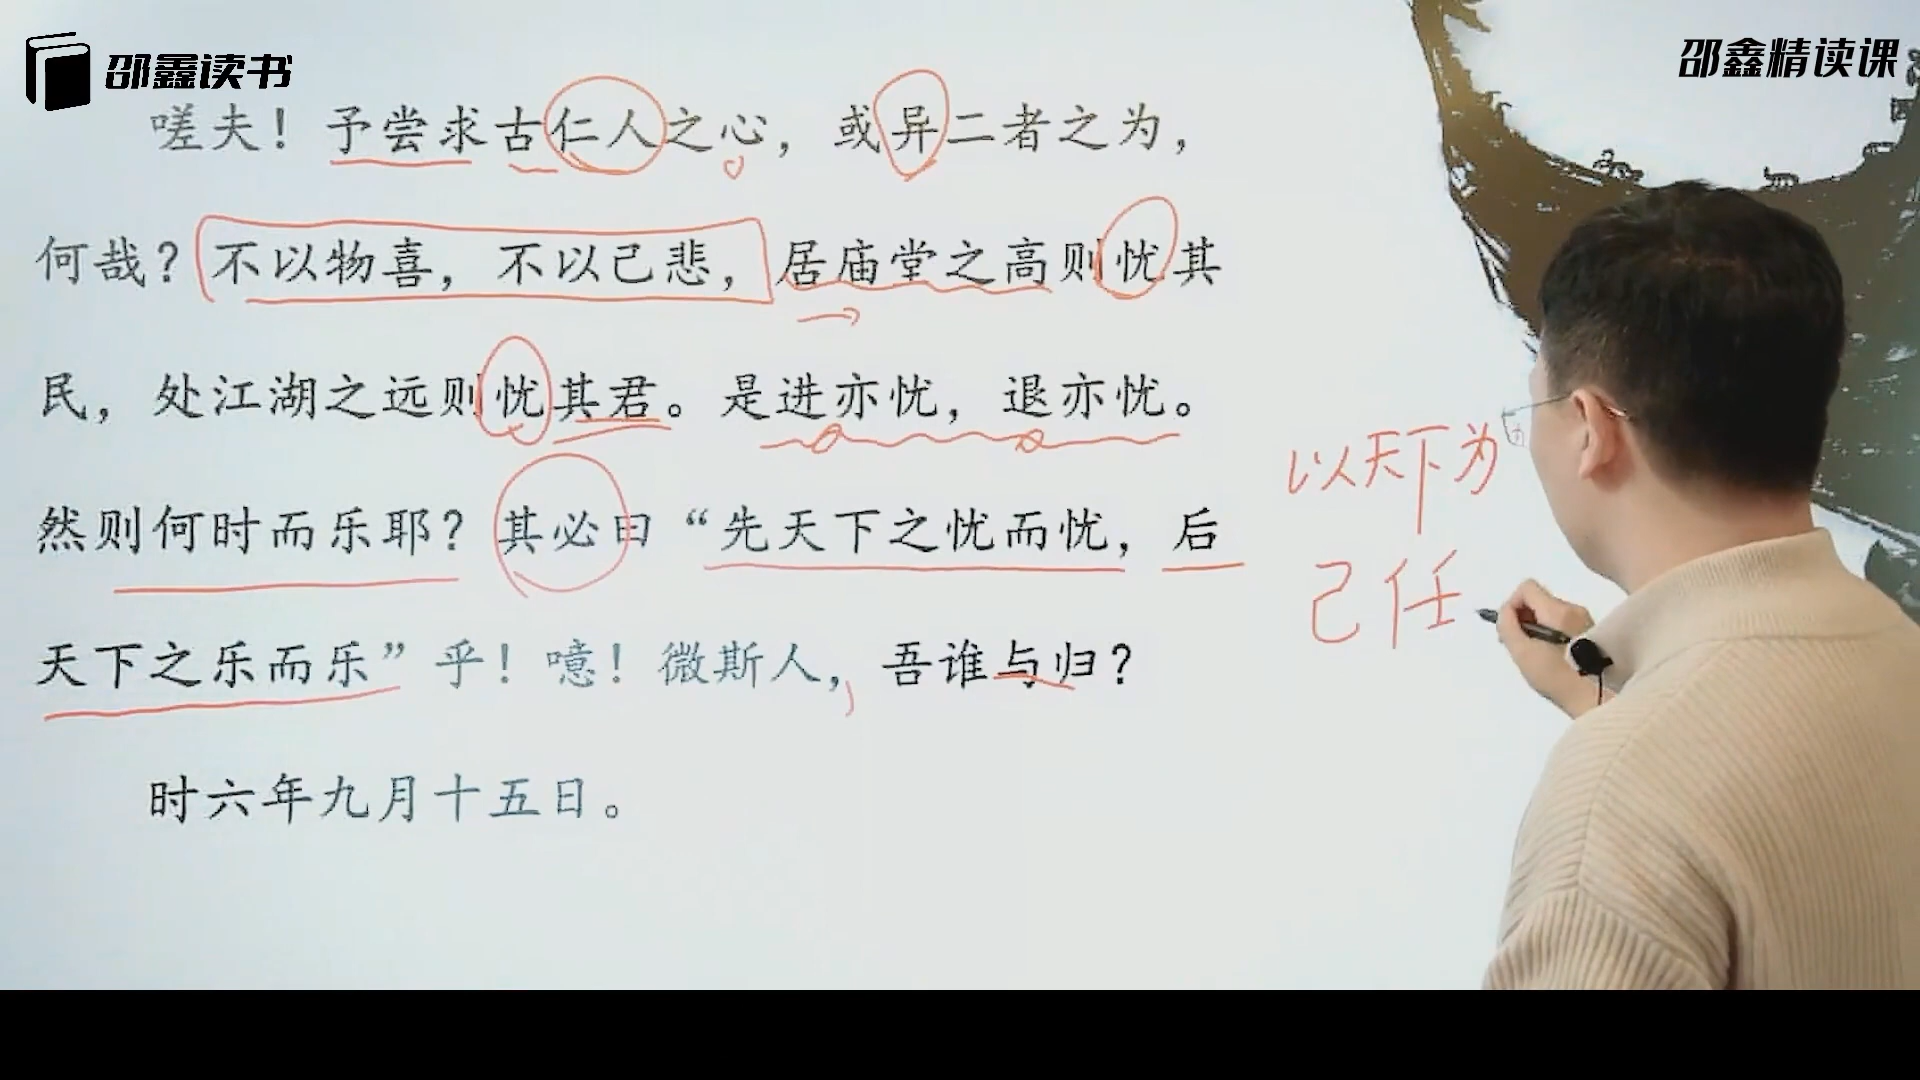 邵鑫读书
邵鑫精读课
嗟夫！予尝求古仁人之心，或异二者之为，
何哉？不以物喜，不以己悲，居庙堂之高则忧其
民，处江湖之远则忧其君。是进亦忧，退亦忧。
然则何时而乐耶？其必曰“先天下之忧而忧，后
天下之乐而乐”乎！噫！微斯人，吾谁与归？
时六年九月十五日。
以天下为
己任